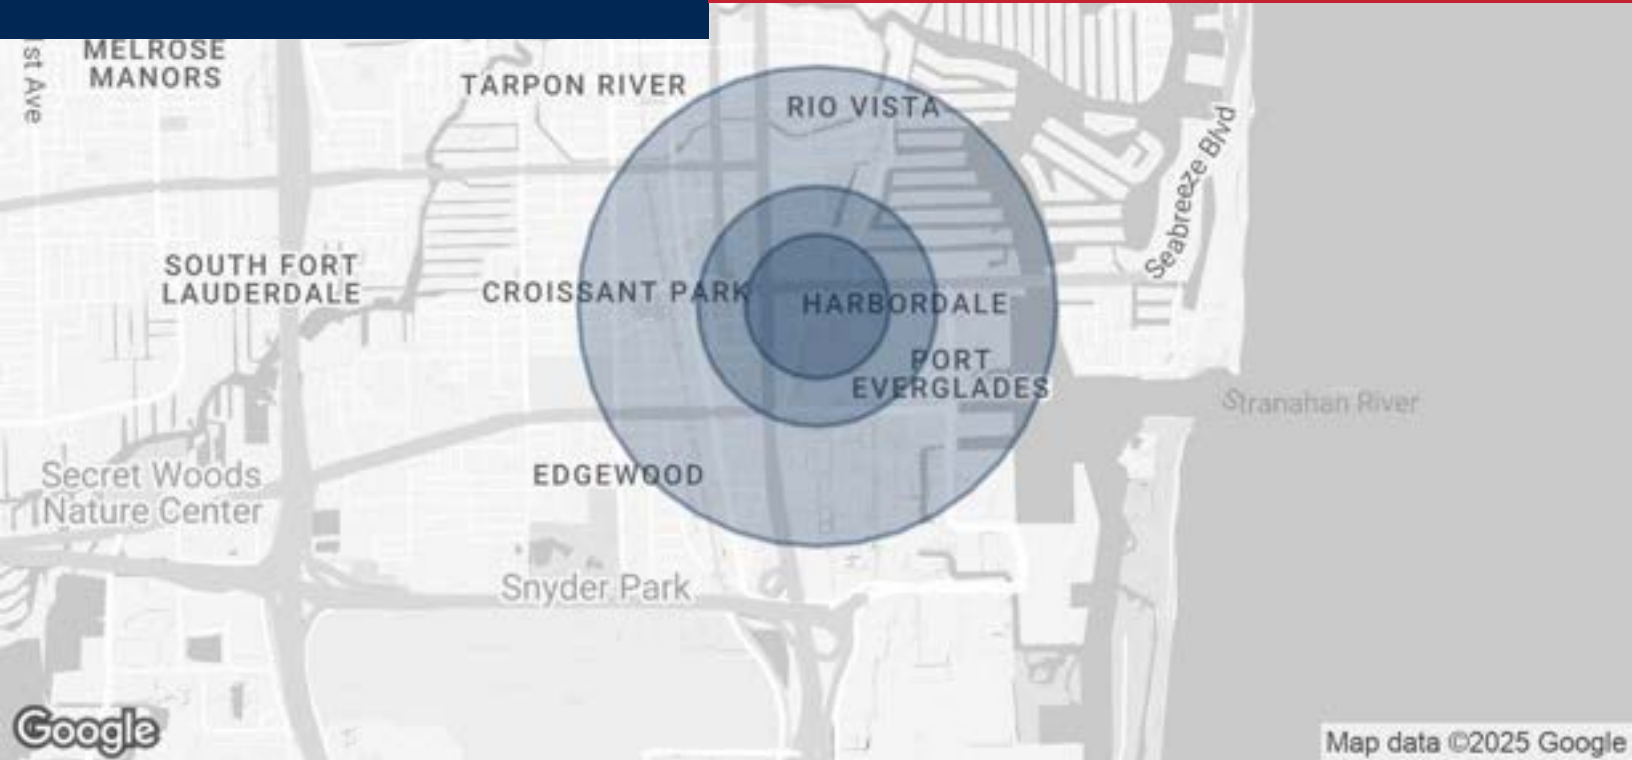 MELROSE
MANORS
st Ave
TARPON RIVER
RIO VISTA
Seabreeze Blvd
SOUTH FORT
LAUDERDALE
CROISSANT PARK
HARBORDALE
PORT
EVERGLADES
Stranahan River
Secret Woods
Nature Center
EDGEWOOD
Snyder Park
Google
Map data ©2025 Google